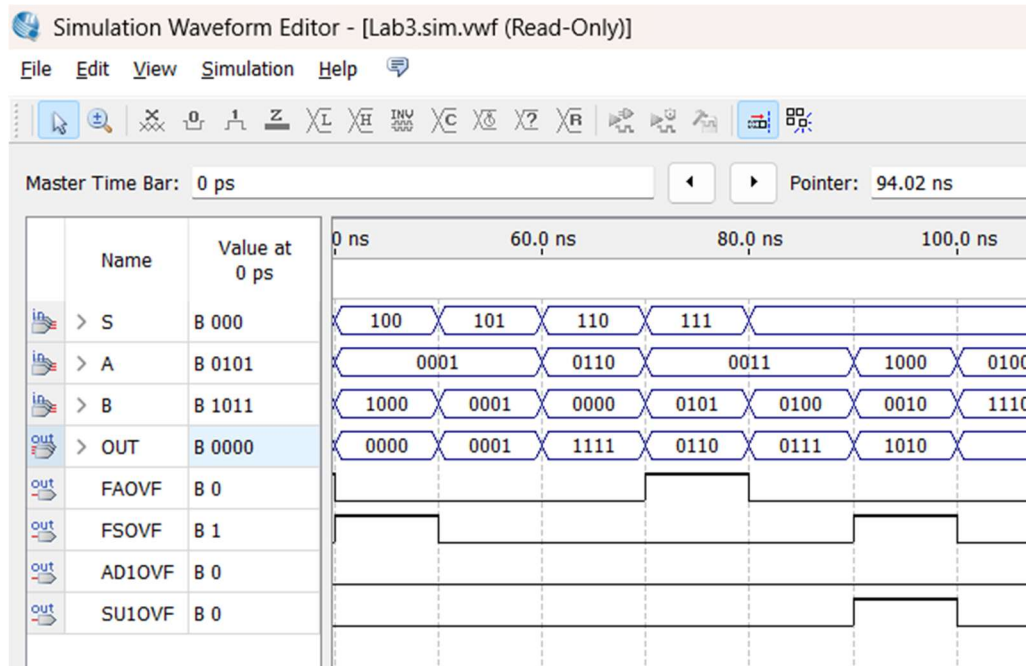 Simulation Waveform Editor - [Lab3.sim.vwf (Read-Only)]
File Edit View Simulation Help
Master Time Bar: 0 ps Pointer: 94.02 ns
Name Value at 0 ps 0 ns 60.0 ns 80.0 ns 100.0 ns
S B 000 100 101 110 111
A B 0101 0001 0110 0011 1000 0100
B B 1011 1000 0001 0000 0101 0100 0010 1110
OUT B 0000 0000 0001 1111 0110 0111 1010
FAOVF B 0
FSOVF B 1
AD1OVF B 0
SU1OVF B 0